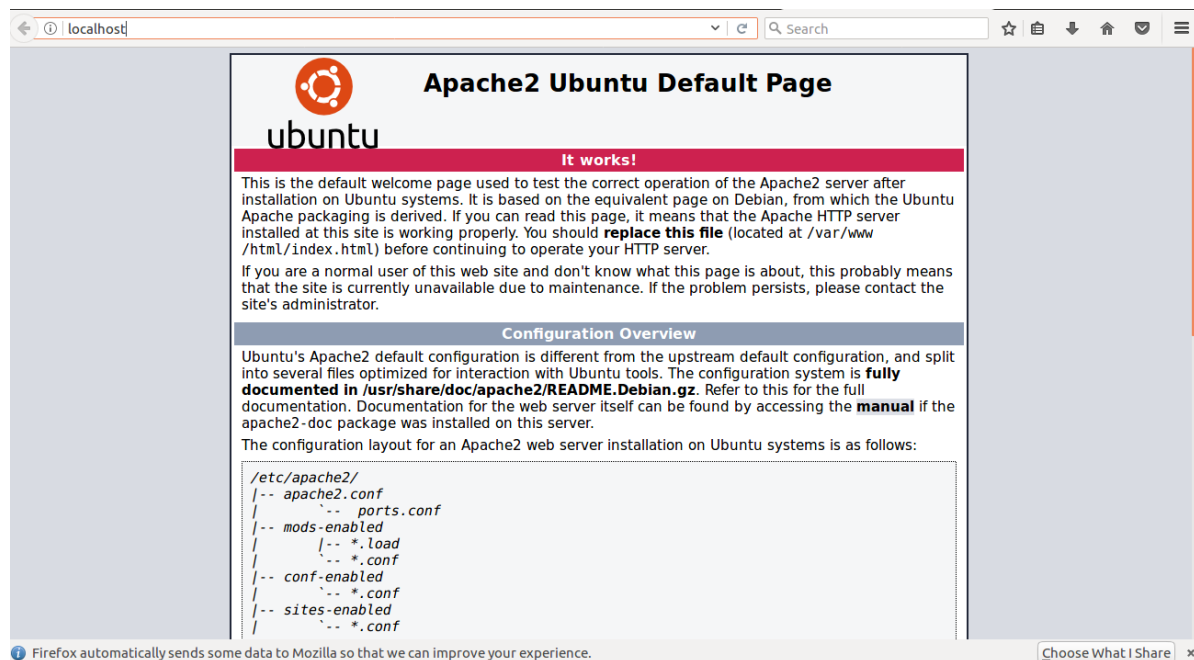 localhost
Search
ubuntu
Apache2 Ubuntu Default Page
It works!
This is the default welcome page used to test the correct operation of the Apache2 server after
installation on Ubuntu systems. It is based on the equivalent page on Debian, from which the Ubuntu
Apache packaging is derived. If you can read this page, it means that the Apache HTTP server
installed at this site is working properly. You should replace this file (located at /var/www
/html/index.html) before continuing to operate your HTTP server.
If you are a normal user of this web site and don't know what this page is about, this probably means
that the site is currently unavailable due to maintenance. If the problem persists, please contact the
site's administrator.
Configuration Overview
Ubuntu's Apache2 default configuration is different from the upstream default configuration, and split
into several files optimized for interaction with Ubuntu tools. The configuration system is fully
documented in /usr/share/doc/apache2/README.Debian.gz. Refer to this for the full
documentation. Documentation for the web server itself can be found by accessing the manual if the
apache2-doc package was installed on this server.
The configuration layout for an Apache2 web server installation on Ubuntu systems is as follows:
/etc/apache2/
|-- apache2.conf
|       `--  ports.conf
|-- mods-enabled
|       |-- *.load
|       `-- *.conf
|-- conf-enabled
|       `-- *.conf
|-- sites-enabled
|       `-- *.conf
Firefox automatically sends some data to Mozilla so that we can improve your experience.
Choose What I Share